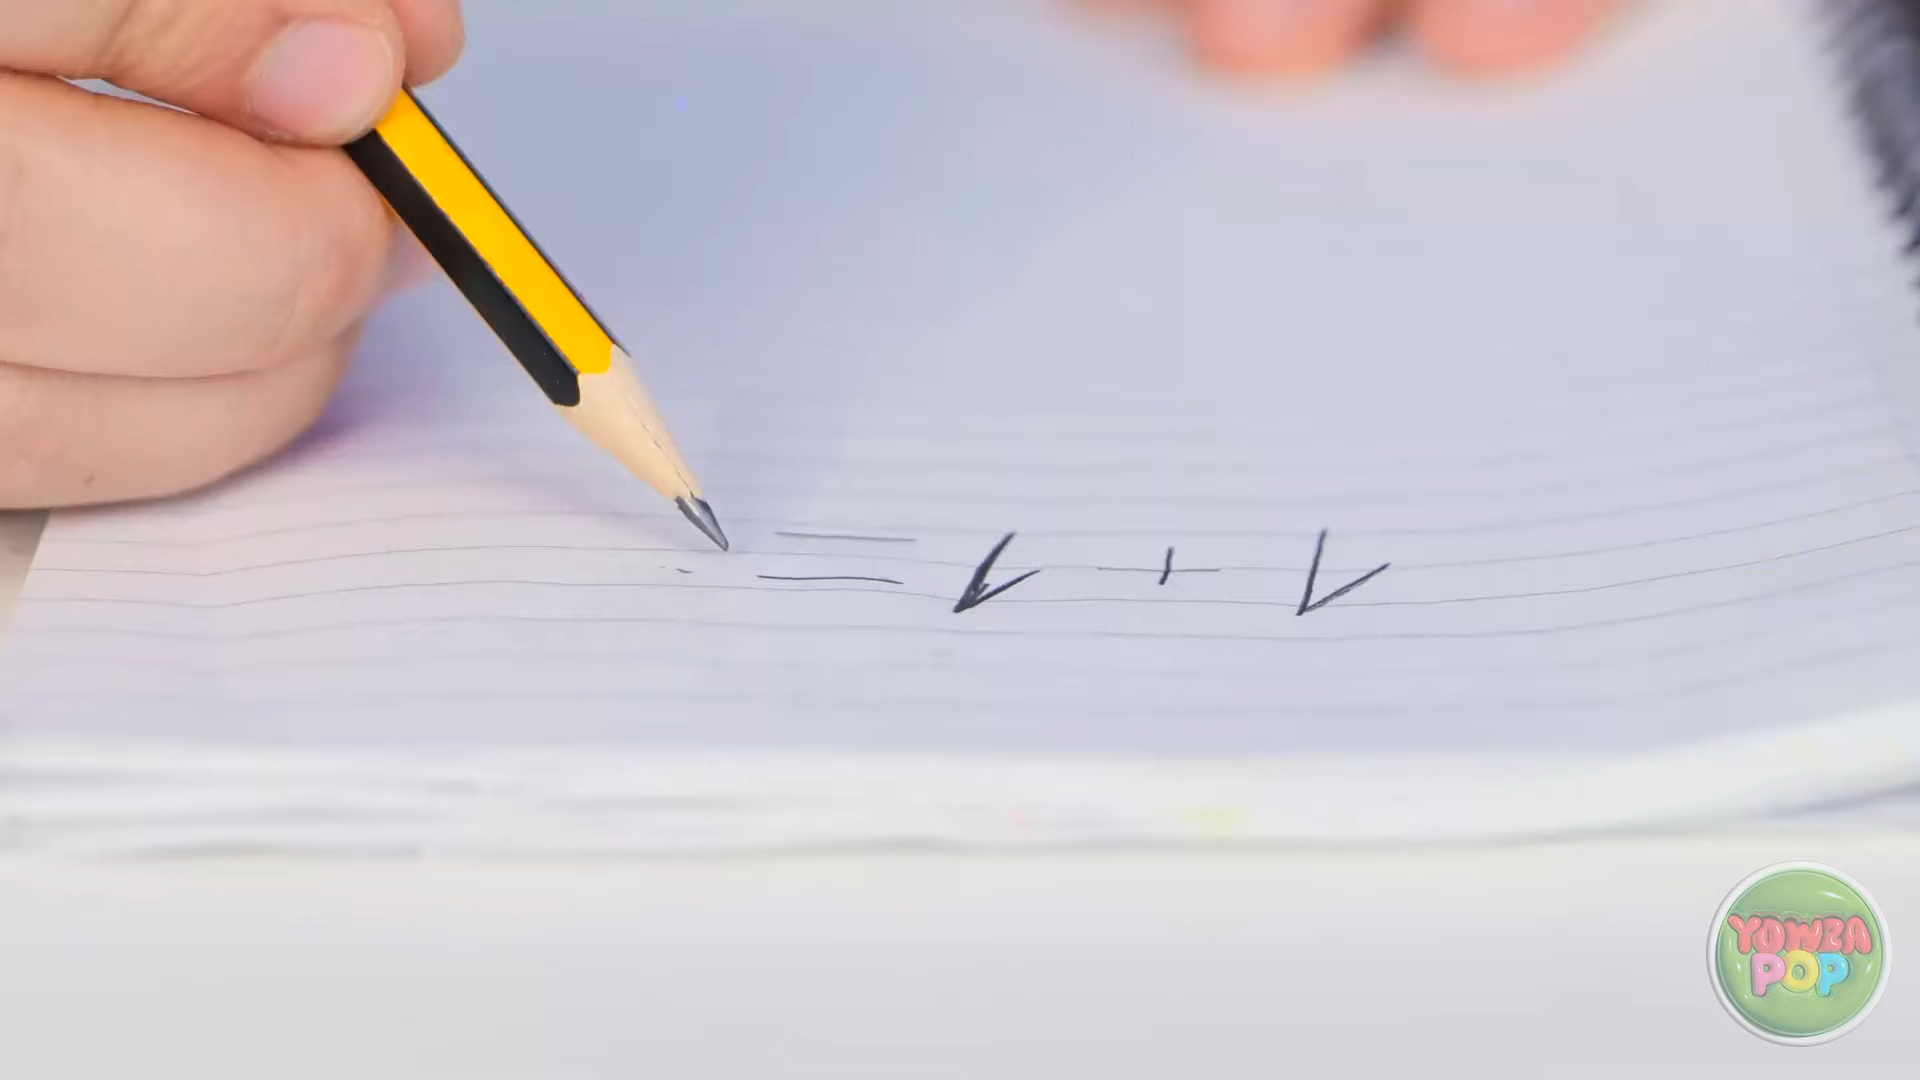 1 + 1 =
YOWZA
POP